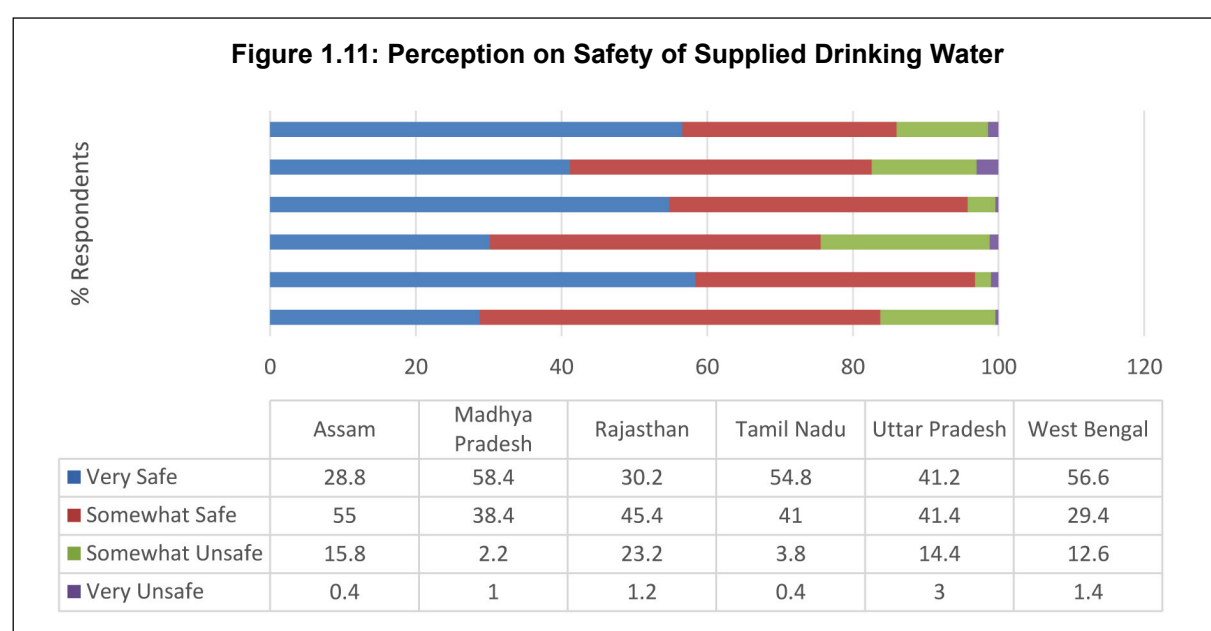 Figure 1.11: Perception on Safety of Supplied Drinking Water
% Respondents
0 20 40 60 80 100 120
Assam Madhya Pradesh Rajasthan Tamil Nadu Uttar Pradesh West Bengal
Very Safe 28.8 58.4 30.2 54.8 41.2 56.6
Somewhat Safe 55 38.4 45.4 41 41.4 29.4
Somewhat Unsafe 15.8 2.2 23.2 3.8 14.4 12.6
Very Unsafe 0.4 1 1.2 0.4 3 1.4